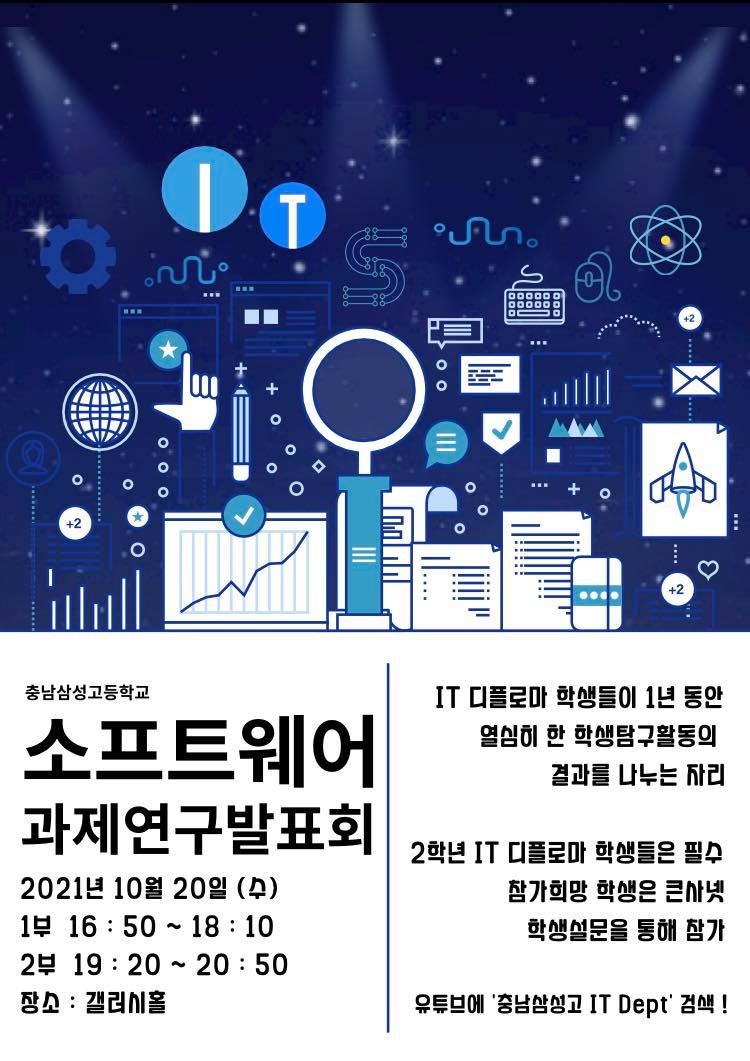 I T
+2
+2
+2
충남삼성고등학교
소프트웨어
과제연구발표회
2021년 10월 20일 (수)
1부 16 : 50 ~ 18 : 10
2부 19 : 20 ~ 20 : 50
장소 : 갤러시홀
IT 디플로마 학생들이 1년 동안
열심히 한 학생탐구활동의
결과를 나누는 자리
2학년 IT 디플로마 학생들은 필수
참가희망 학생은 큰사넷
학생설문을 통해 참가
유튜브에 '충남삼성고 IT Dept' 검색 !